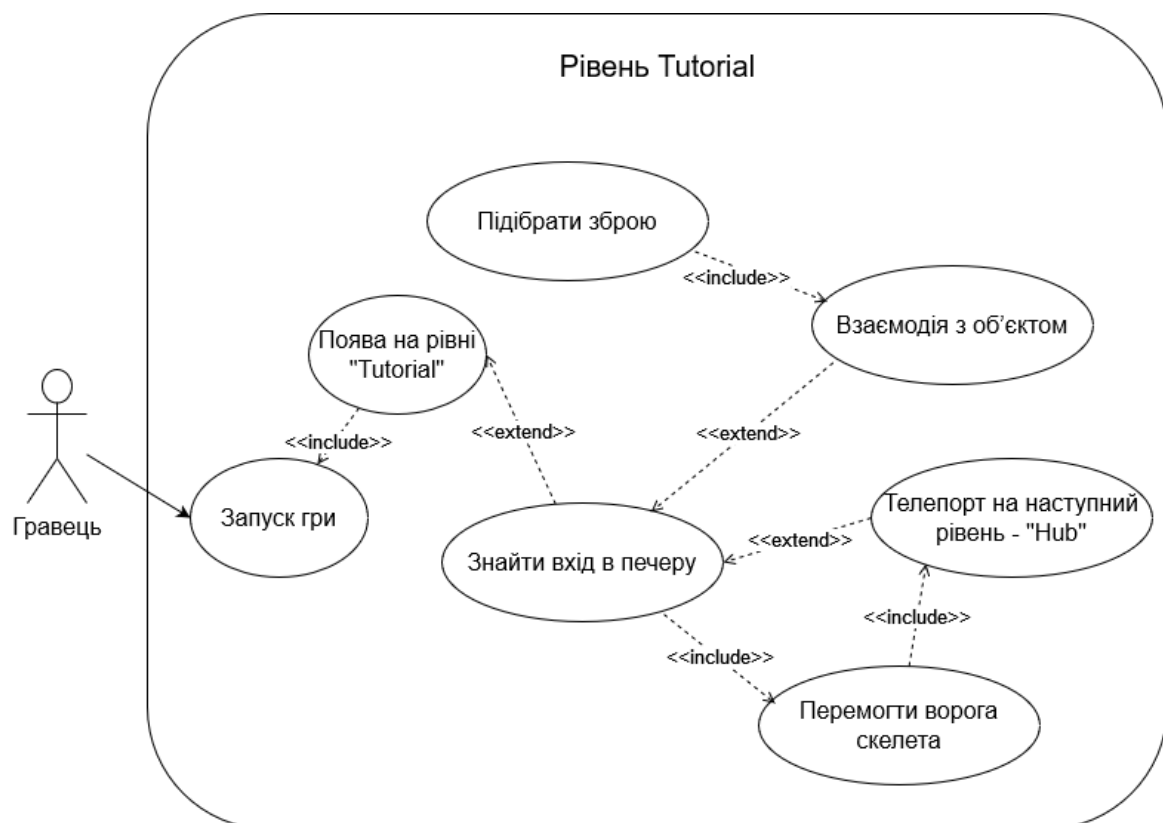 Рівень Tutorial
Підібрати зброю
<<include>>
Взаємодія з об’єктом
Поява на рівні
"Tutorial"
<<include>>
<<extend>>
<<extend>>
Гравець
Запуск гри
Знайти вхід в печеру
<<extend>>
Телепорт на наступний
рівень - "Hub"
<<include>>
<<include>>
Перемогти ворога
скелета